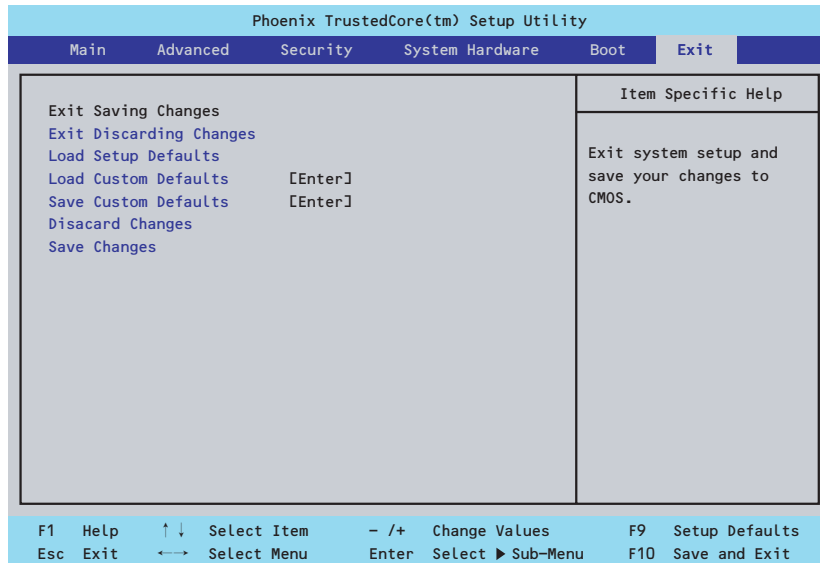 Phoenix TrustedCore(tm) Setup Utility
Main Advanced Security System Hardware Boot Exit
Exit Saving Changes
Exit Discarding Changes
Load Setup Defaults
Load Custom Defaults [Enter]
Save Custom Defaults [Enter]
Disacard Changes
Save Changes
Item Specific Help
Exit system setup and
save your changes to
CMOS.
F1 Help ↑↓ Select Item – /+ Change Values F9 Setup Defaults
Esc Exit ←→ Select Menu Enter Select ▶ Sub-Menu F10 Save and Exit